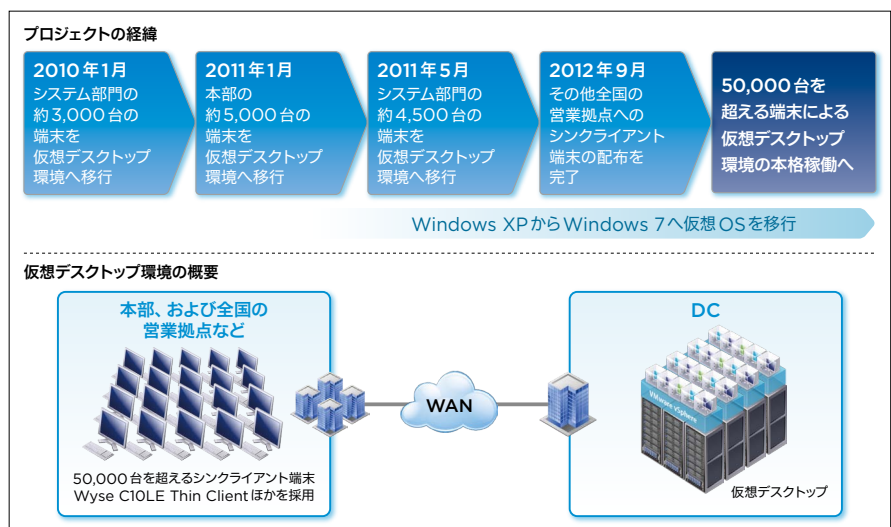 プロジェクトの経緯
2010年1月
システム部門の
約3,000台の
端末を
仮想デスクトップ
環境へ移行
2011年1月
本部の
約5,000台の
端末を
仮想デスクトップ
環境へ移行
2011年5月
システム部門の
約4,500台の
端末を
仮想デスクトップ
環境へ移行
2012年9月
その他全国の
営業拠点への
シンクライアント
端末の配布を
完了
50,000台を
超える端末による
仮想デスクトップ
環境の本格稼働へ
Windows XPからWindows 7へ仮想OSを移行
仮想デスクトップ環境の概要
本部、および全国の
営業拠点など
50,000台を超えるシンクライアント端末
Wyse C10LE Thin Clientほかを採用
WAN
DC
VMware vSphere
仮想デスクトップ